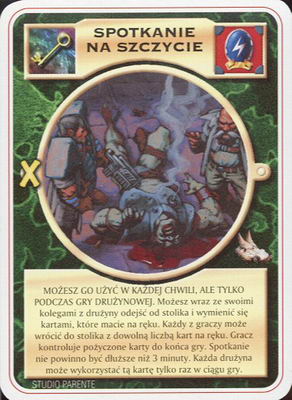 SPOTKANIE
NA SZCZYCIE
X
MOŻESZ GO UŻYĆ W KAŻDEJ CHWILI, ALE TYLKO
PODCZAS GRY DRUŻYNOWEJ. Możesz wraz ze swoimi
kolegami z drużyny odejść od stolika i wymienić się
kartami, które macie na ręku. Każdy z graczy może
wrócić do stolika z dowolną liczbą kart na ręku. Gracz
kontroluje pożyczone karty do końca gry. Spotkanie
nie powinno być dłuższe niż 3 minuty. Każda drużyna
może wykorzystać tą kartę tylko raz w ciągu gry.
STUDIO PARENTE